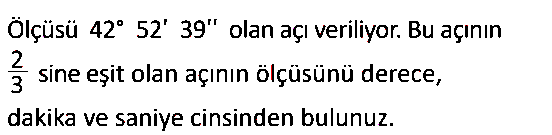 Ölçüsü 42° 52' 39'' olan açı veriliyor. Bu açının
2/3 sine eşit olan açının ölçüsünü derece,
dakika ve saniye cinsinden bulunuz.